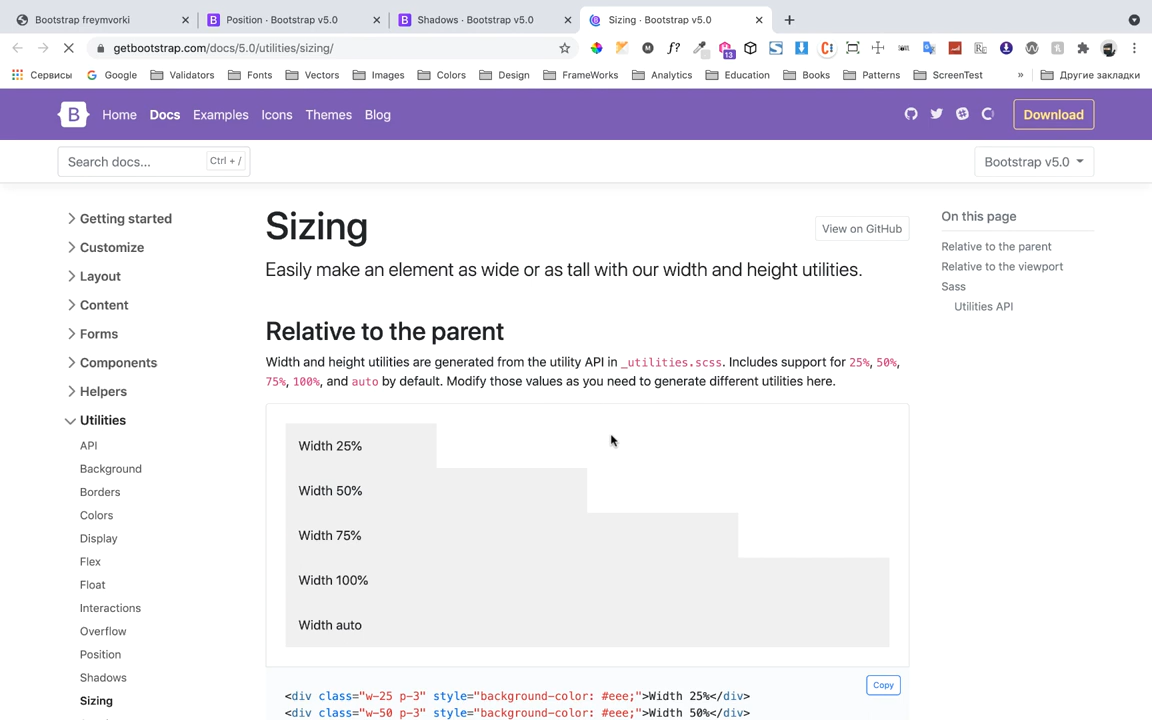 Bootstrap freymvorki
Position · Bootstrap v5.0
Shadows · Bootstrap v5.0
Sizing · Bootstrap v5.0
getbootstrap.com/docs/5.0/utilities/sizing/
13
Сервисы
Google
Validators
Fonts
Vectors
Images
Colors
Design
FrameWorks
Analytics
Education
Books
Patterns
ScreenTest
»
Другие закладки
B
Home
Docs
Examples
Icons
Themes
Blog
Download
Search docs...
Ctrl + /
Bootstrap v5.0
Getting started
Customize
Layout
Content
Forms
Components
Helpers
Utilities
API
Background
Borders
Colors
Display
Flex
Float
Interactions
Overflow
Position
Shadows
Sizing
Sizing
View on GitHub
Easily make an element as wide or as tall with our width and height utilities.
Relative to the parent
Width and height utilities are generated from the utility API in _utilities.scss. Includes support for 25%, 50%,
75%, 100%, and auto by default. Modify those values as you need to generate different utilities here.
Width 25%
Width 50%
Width 75%
Width 100%
Width auto
Copy
<div class="w-25 p-3" style="background-color: #eee;">Width 25%</div>
<div class="w-50 p-3" style="background-color: #eee;">Width 50%</div>
On this page
Relative to the parent
Relative to the viewport
Sass
Utilities API